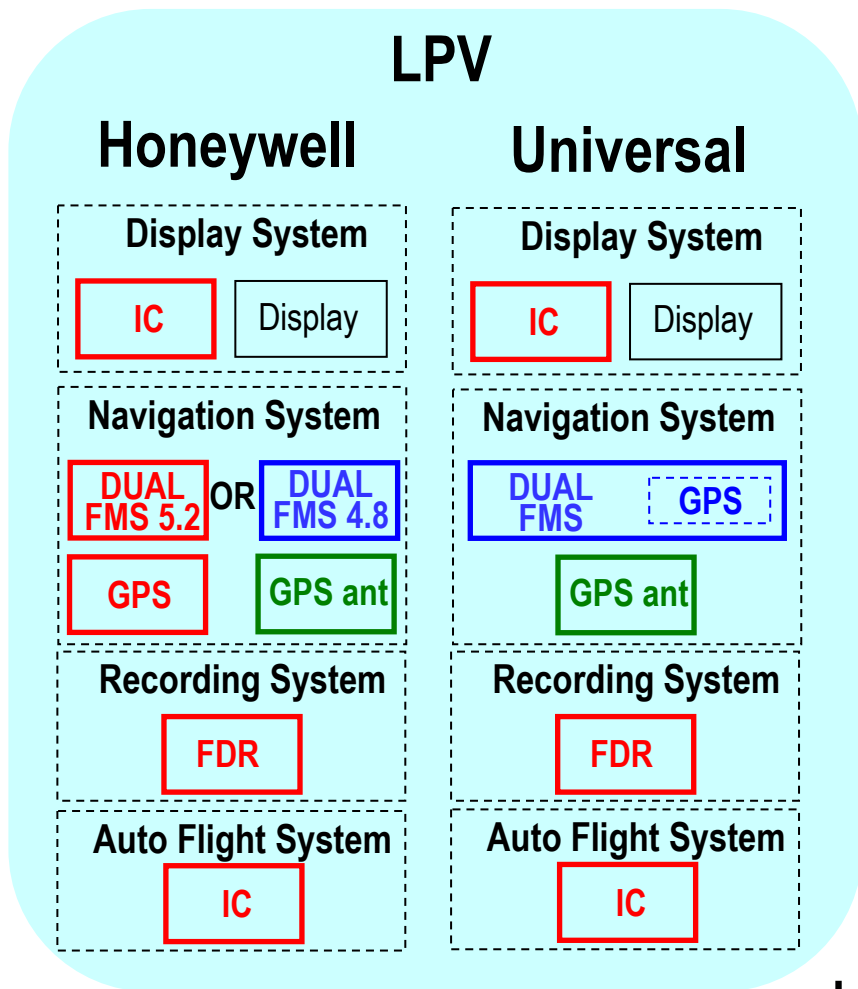 LPV
Honeywell
Display System
IC Display
Navigation System
DUAL FMS 5.2 OR DUAL FMS 4.8
GPS GPS ant
Recording System
FDR
Auto Flight System
IC
Universal
Display System
IC Display
Navigation System
DUAL FMS GPS
GPS ant
Recording System
FDR
Auto Flight System
IC